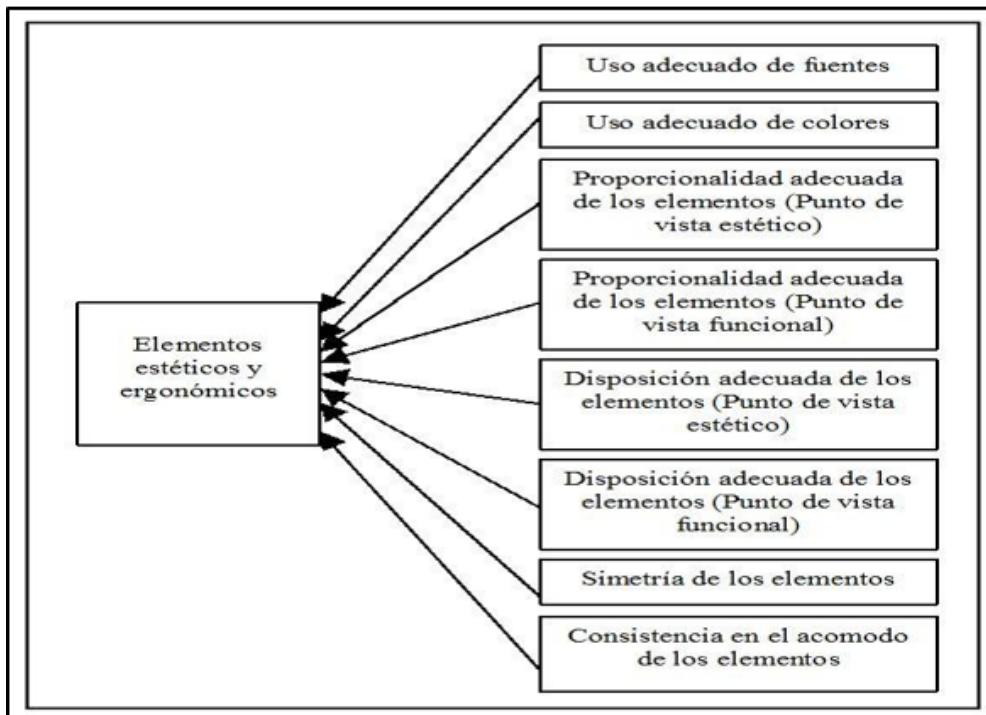 Elementos
estéticos y
ergonómicos
Uso adecuado de fuentes
Uso adecuado de colores
Proporcionalidad adecuada
de los elementos (Punto de
vista estético)
Proporcionalidad adecuada
de los elementos (Punto de
vista funcional)
Disposición adecuada de los
elementos (Punto de vista
estético)
Disposición adecuada de los
elementos (Punto de vista
funcional)
Simetría de los elementos
Consistencia en el acomodo
de los elementos